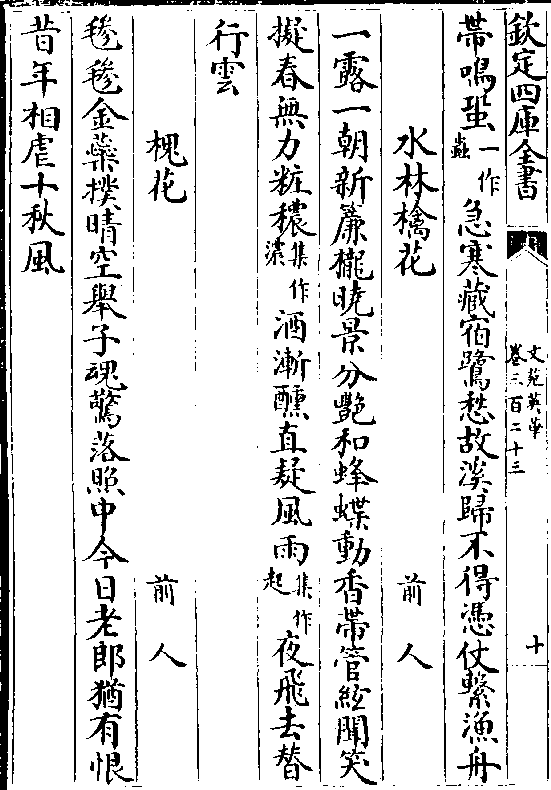 欽定四庫全書
文苑英華
卷三百二十三
十
帶鳴蛩一作蟲急寒藏宿鷺愁故溪歸不得憑仗繫漁舟
水林檎花 前人
一露一朝新簾櫳曉景分艷和蜂蝶動香帶管絃聞笑
擬春無力粧穠集作濃酒漸醺直疑風雨集作起夜飛去替
行雲
槐花 前人
毿毿金蘂撲晴空舉子魂驚落照中今日老郎猶有恨
昔年相虐十秋風